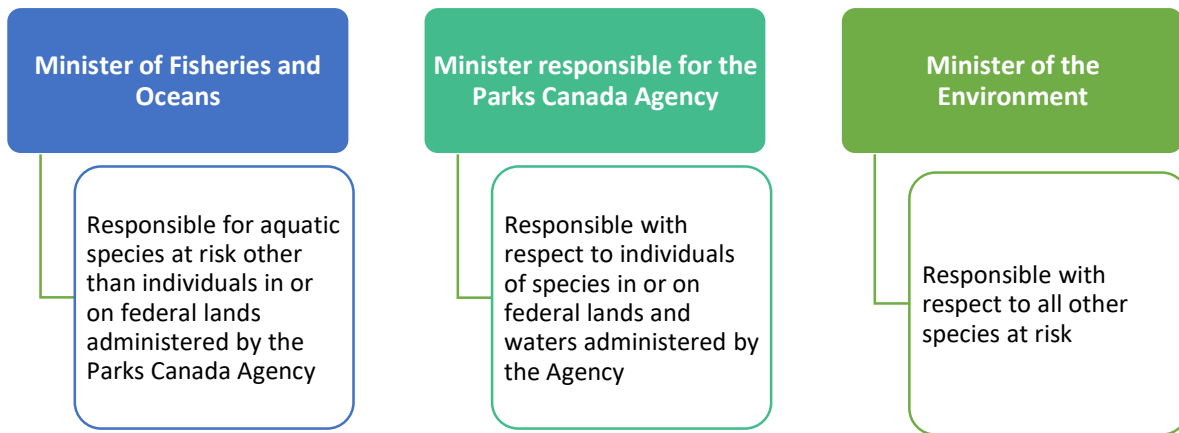 Minister of Fisheries and
Oceans
Responsible for aquatic
species at risk other
than individuals in or
on federal lands
administered by the
Parks Canada Agency
Minister responsible for the
Parks Canada Agency
Responsible with
respect to individuals
of species in or on
federal lands and
waters administered by
the Agency
Minister of the
Environment
Responsible with
respect to all other
species at risk